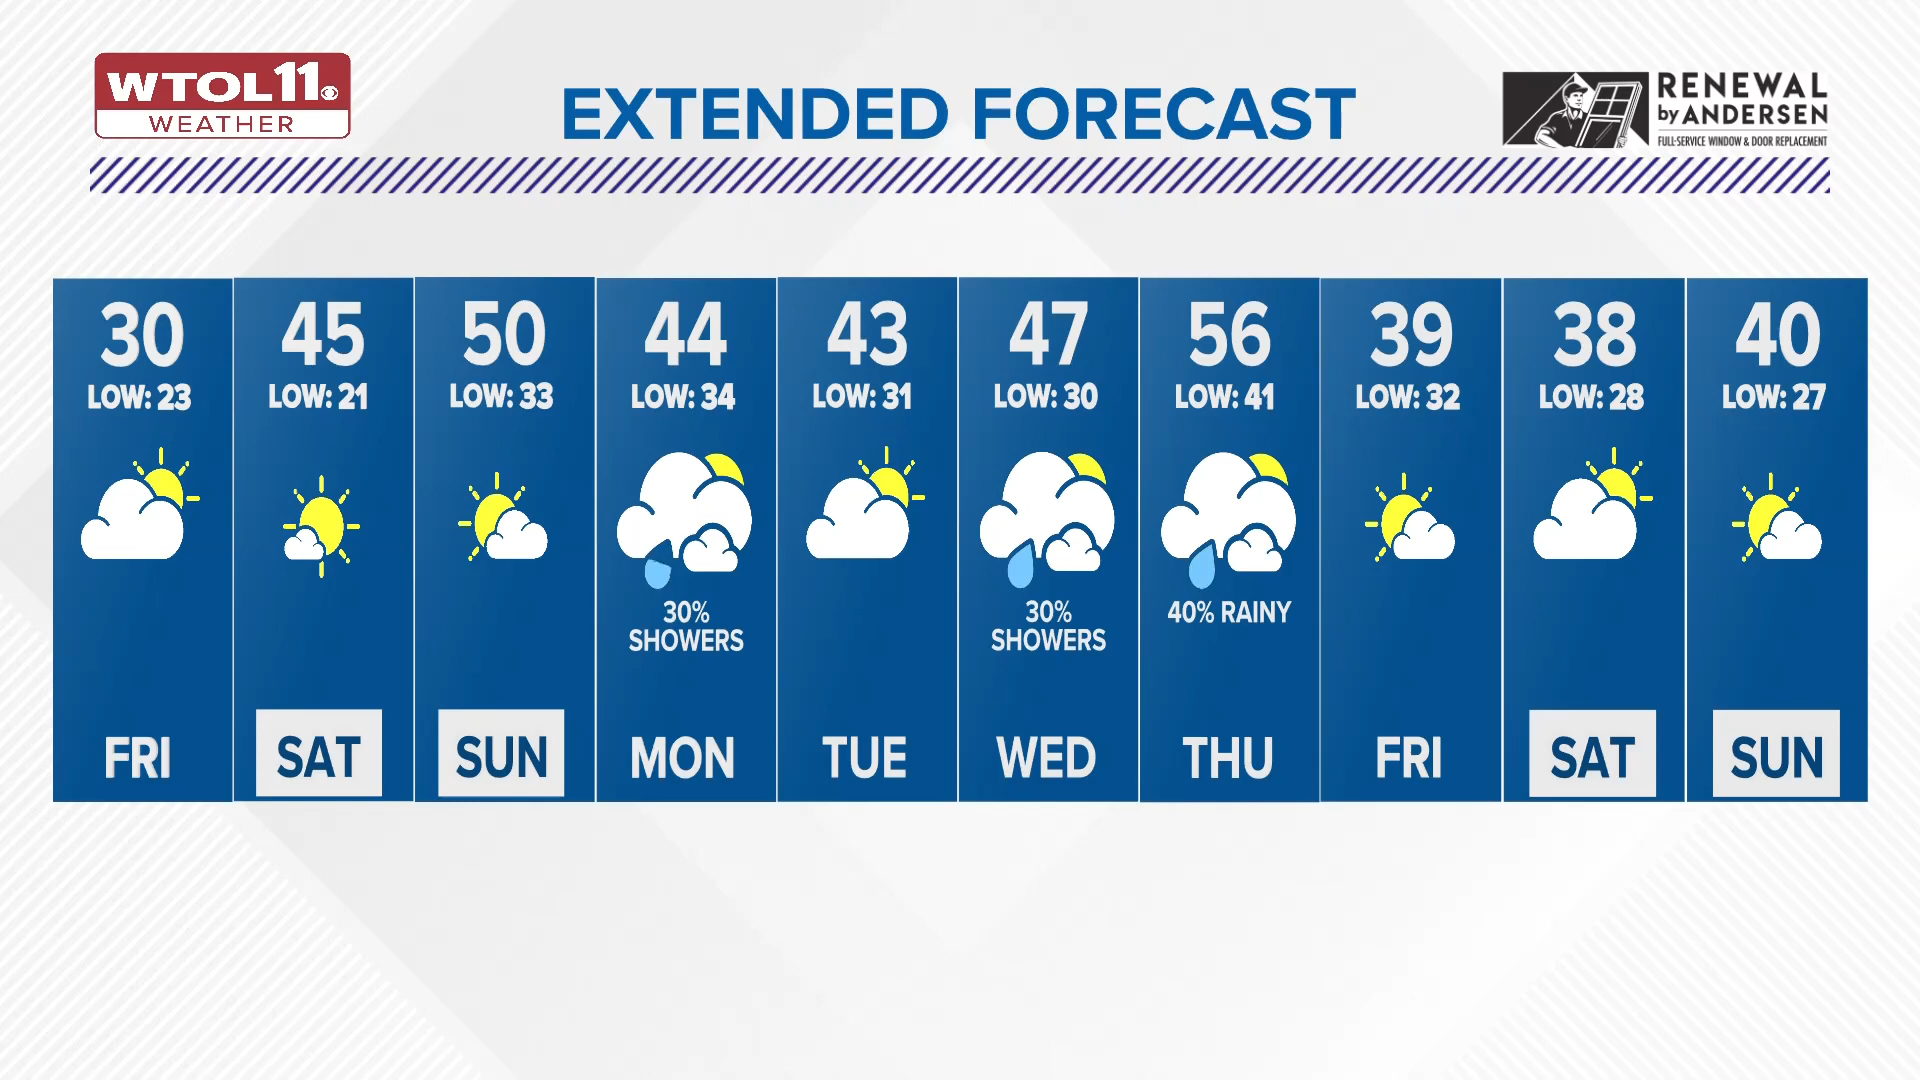 WTOL 11
WEATHER
EXTENDED FORECAST
RENEWAL
by ANDERSEN
FULL-SERVICE WINDOW & DOOR REPLACEMENT
30
LOW: 23
FRI
45
LOW: 21
SAT
50
LOW: 33
SUN
44
LOW: 34
30%
SHOWERS
MON
43
LOW: 31
TUE
47
LOW: 30
30%
SHOWERS
WED
56
LOW: 41
40% RAINY
THU
39
LOW: 32
FRI
38
LOW: 28
SAT
40
LOW: 27
SUN